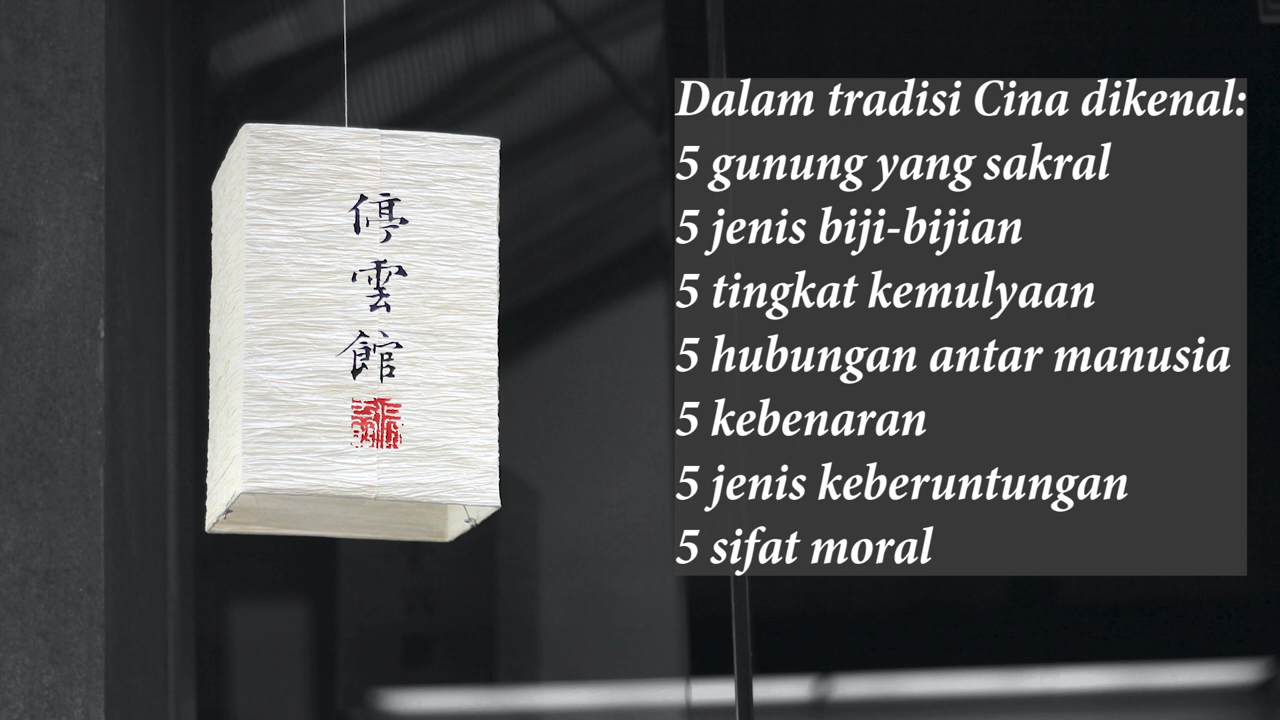 停雲館
Dalam tradisi Cina dikenal:
5 gunung yang sakral
5 jenis biji-bijian
5 tingkat kemulyaan
5 hubungan antar manusia
5 kebenaran
5 jenis keberuntungan
5 sifat moral